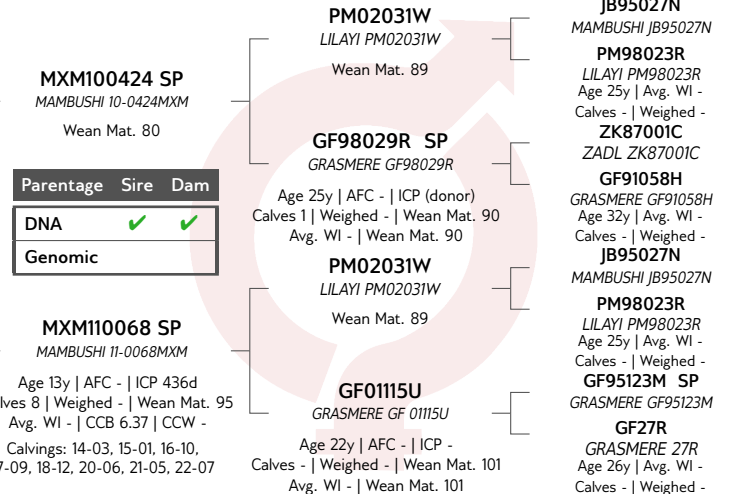 MXM100424 SP
MAMBUSHI 10-0424MXM
Wean Mat. 80
Parentage Sire Dam
DNA ✔ ✔
Genomic
MXM110068 SP
MAMBUSHI 11-0068MXM
Age 13y | AFC - | ICP 436d
lves 8 | Weighed - | Wean Mat. 95
Avg. WI - | CCB 6.37 | CCW -
Calvings: 14-03, 15-01, 16-10,
7-09, 18-12, 20-06, 21-05, 22-07
PM02031W
LILAYI PM02031W
Wean Mat. 89
GF98029R SP
GRASMERE GF98029R
Age 25y | AFC - | ICP (donor)
Calves 1 | Weighed - | Wean Mat. 90
Avg. WI - | Wean Mat. 90
PM02031W
LILAYI PM02031W
Wean Mat. 89
GF01115U
GRASMERE GF 01115U
Age 22y | AFC - | ICP -
Calves - | Weighed - | Wean Mat. 101
Avg. WI - | Wean Mat. 101
JB95027N
MAMBUSHI JB95027N
PM98023R
LILAYI PM98023R
Age 25y | Avg. WI -
Calves - | Weighed -
ZK87001C
ZADL ZK87001C
GF91058H
GRASMERE GF91058H
Age 32y | Avg. WI -
Calves - | Weighed -
JB95027N
MAMBUSHI JB95027N
PM98023R
LILAYI PM98023R
Age 25y | Avg. WI -
Calves - | Weighed -
GF95123M SP
GRASMERE GF95123M
GF27R
GRASMERE 27R
Age 26y | Avg. WI -
Calves - | Weighed -